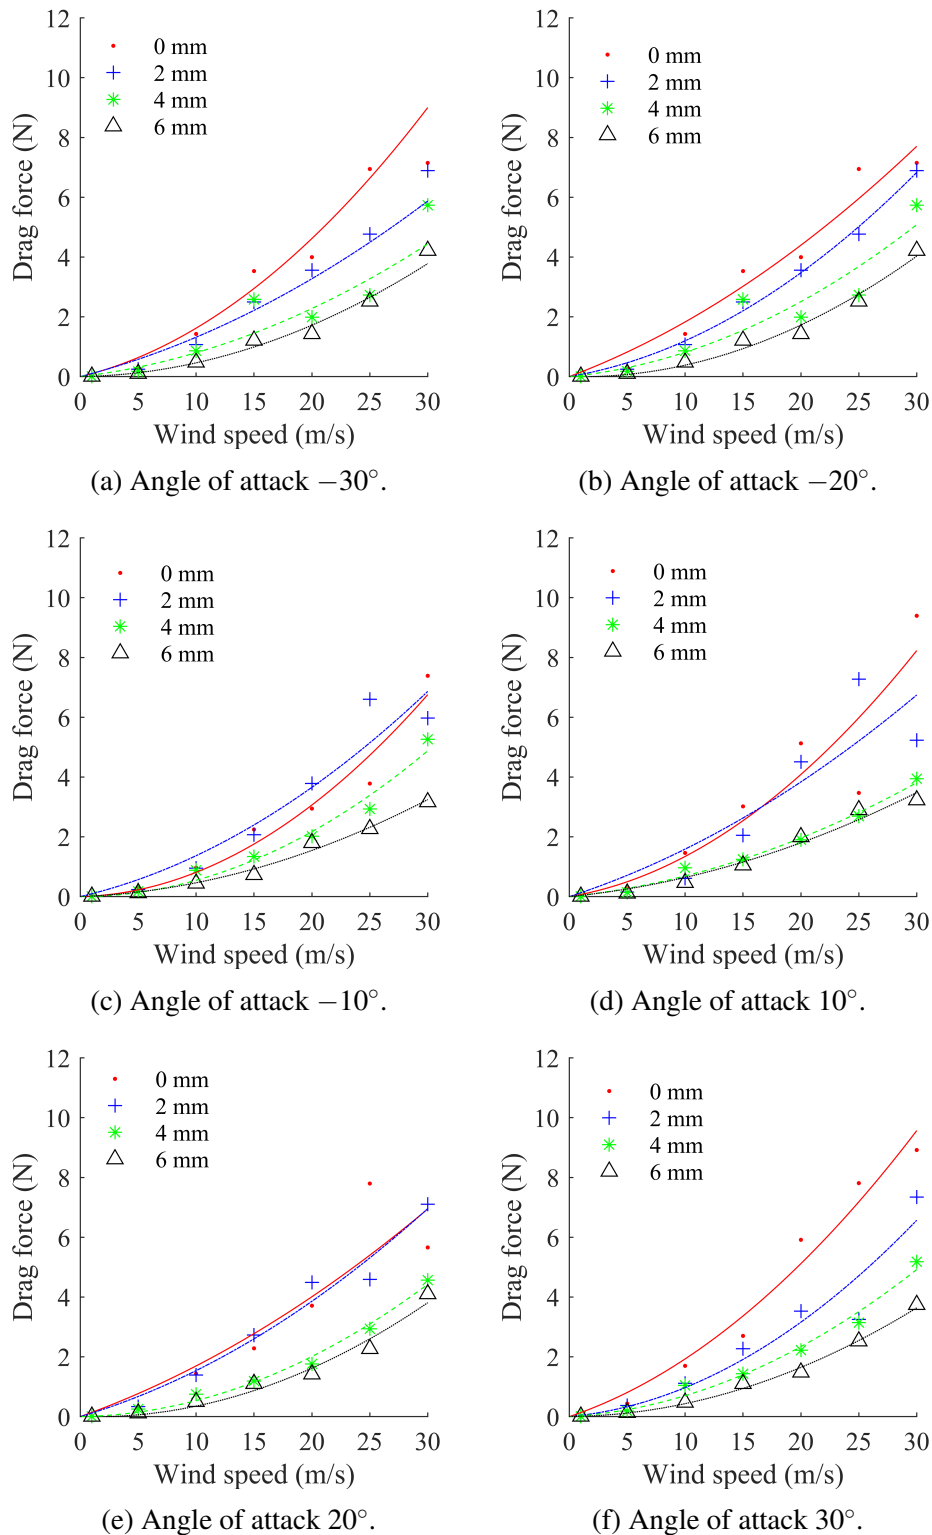 12
10
8
6
4
2
0
Drag force (N)
0 mm
2 mm
4 mm
6 mm
0 5 10 15 20 25 30
Wind speed (m/s)
(a) Angle of attack −30°.
12
10
8
6
4
2
0
Drag force (N)
0 mm
2 mm
4 mm
6 mm
0 5 10 15 20 25 30
Wind speed (m/s)
(b) Angle of attack −20°.
12
10
8
6
4
2
0
Drag force (N)
0 mm
2 mm
4 mm
6 mm
0 5 10 15 20 25 30
Wind speed (m/s)
(c) Angle of attack −10°.
12
10
8
6
4
2
0
Drag force (N)
0 mm
2 mm
4 mm
6 mm
0 5 10 15 20 25 30
Wind speed (m/s)
(d) Angle of attack 10°.
12
10
8
6
4
2
0
Drag force (N)
0 mm
2 mm
4 mm
6 mm
0 5 10 15 20 25 30
Wind speed (m/s)
(e) Angle of attack 20°.
12
10
8
6
4
2
0
Drag force (N)
0 mm
2 mm
4 mm
6 mm
0 5 10 15 20 25 30
Wind speed (m/s)
(f) Angle of attack 30°.